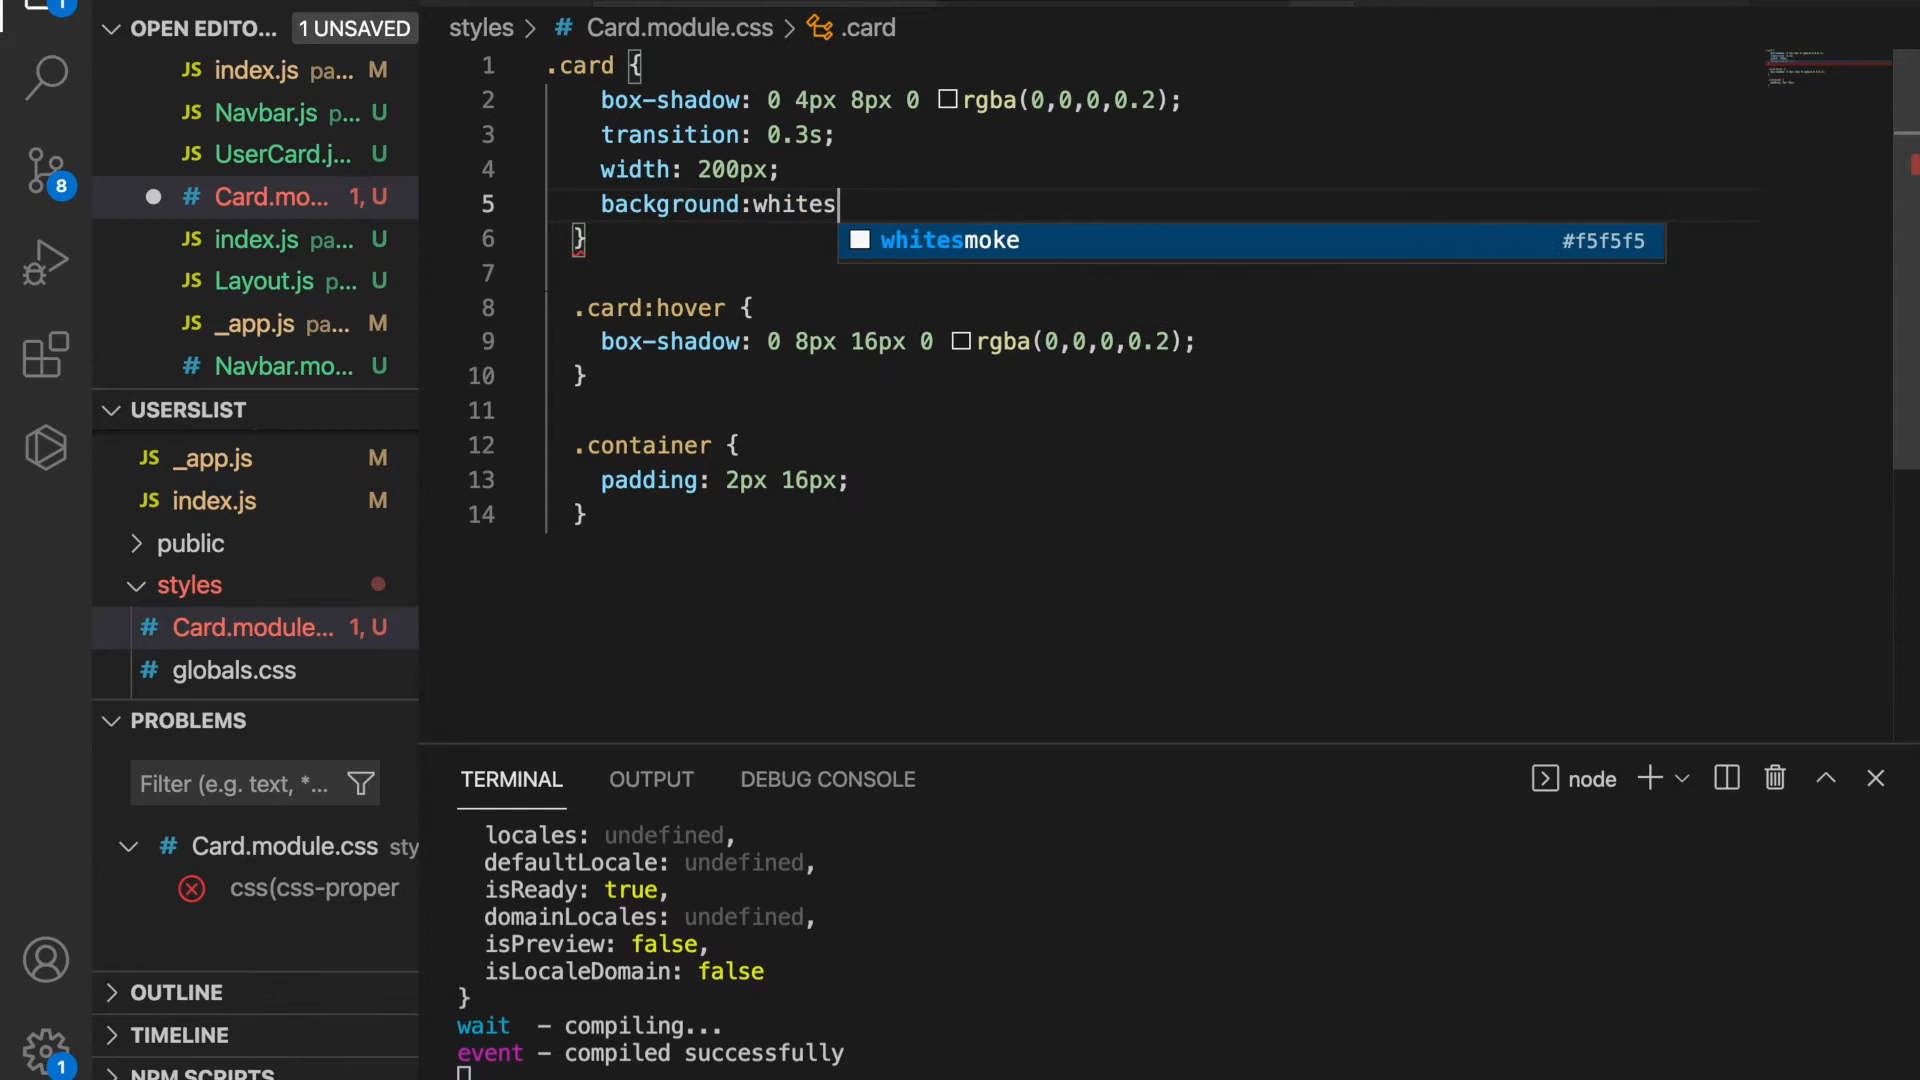 1
OPEN EDITO... 1 UNSAVED
JS index.js pa... M
JS Navbar.js p... U
JS UserCard.j... U
# Card.mo... 1, U
JS index.js pa... U
JS Layout.js p... U
JS _app.js pa... M
# Navbar.mo... U
USERSLIST
JS _app.js M
JS index.js M
public
styles
# Card.module... 1, U
# globals.css
PROBLEMS
Filter (e.g. text, *...
# Card.module.css sty
css(css-proper
OUTLINE
TIMELINE
NPM SCRIPTS
8
1
styles > # Card.module.css > .card
1 .card {
2 box-shadow: 0 4px 8px 0 rgba(0,0,0,0.2);
3 transition: 0.3s;
4 width: 200px;
5 background:whites
whitesmoke #f5f5f5
6 }
7
8 .card:hover {
9 box-shadow: 0 8px 16px 0 rgba(0,0,0,0.2);
10 }
11
12 .container {
13 padding: 2px 16px;
14 }
TERMINAL OUTPUT DEBUG CONSOLE node
locales: undefined,
defaultLocale: undefined,
isReady: true,
domainLocales: undefined,
isPreview: false,
isLocaleDomain: false
}
wait - compiling...
event - compiled successfully